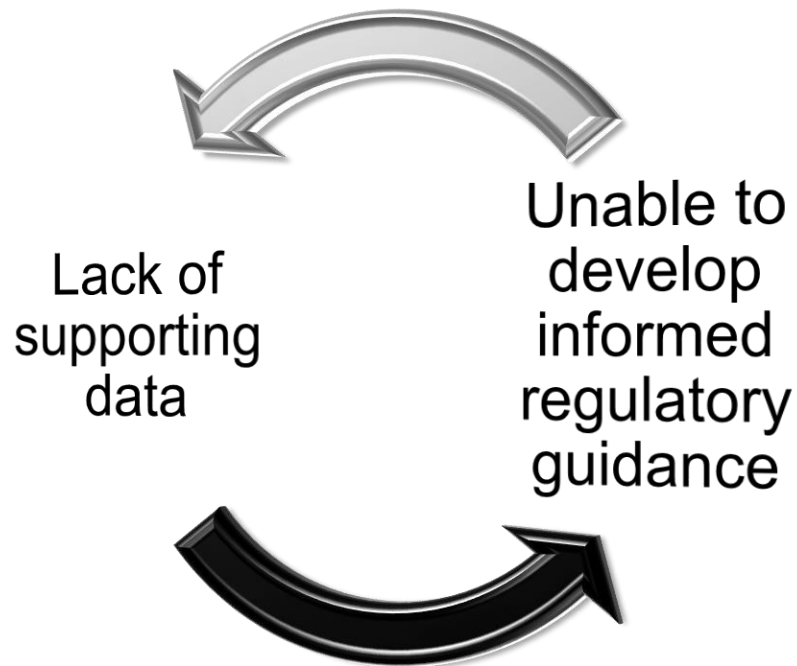 Lack of
supporting
data
Unable to
develop
informed
regulatory
guidance